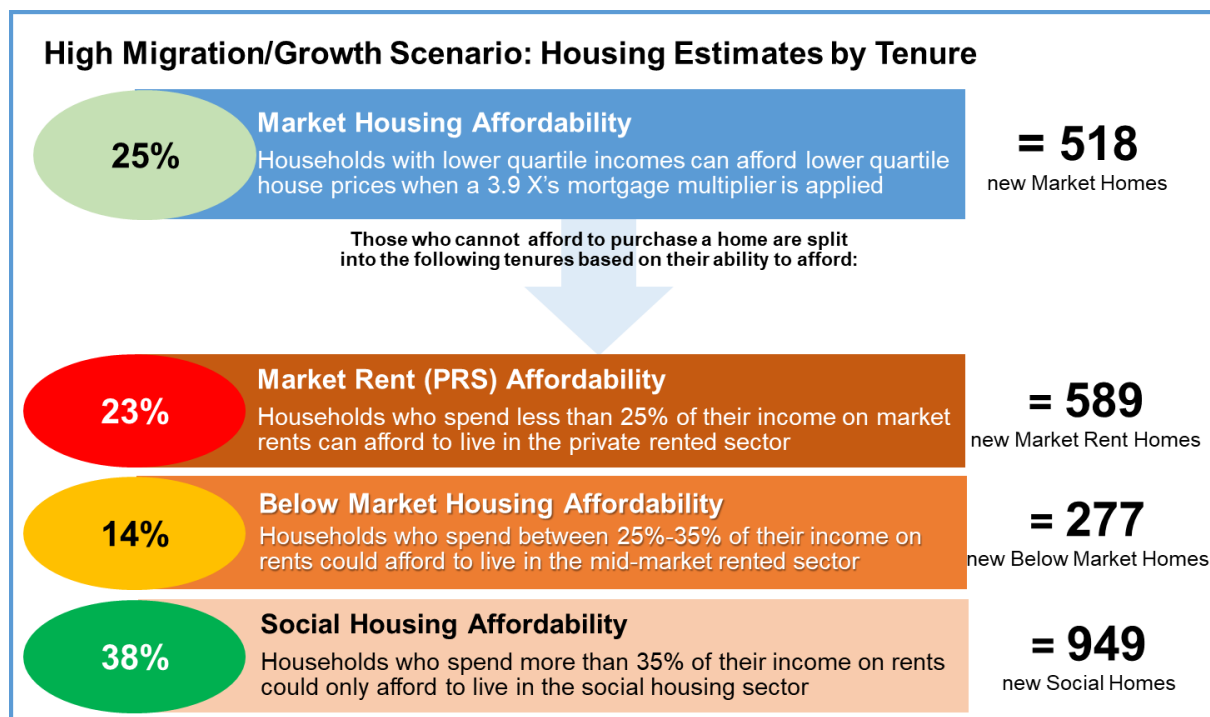 High Migration/Growth Scenario: Housing Estimates by Tenure
25%
Market Housing Affordability
Households with lower quartile incomes can afford lower quartile
house prices when a 3.9 X's mortgage multiplier is applied
= 518
new Market Homes
Those who cannot afford to purchase a home are split
into the following tenures based on their ability to afford:
23%
Market Rent (PRS) Affordability
Households who spend less than 25% of their income on market
rents can afford to live in the private rented sector
= 589
new Market Rent Homes
14%
Below Market Housing Affordability
Households who spend between 25%-35% of their income on
rents could afford to live in the mid-market rented sector
= 277
new Below Market Homes
38%
Social Housing Affordability
Households who spend more than 35% of their income on rents
could only afford to live in the social housing sector
= 949
new Social Homes